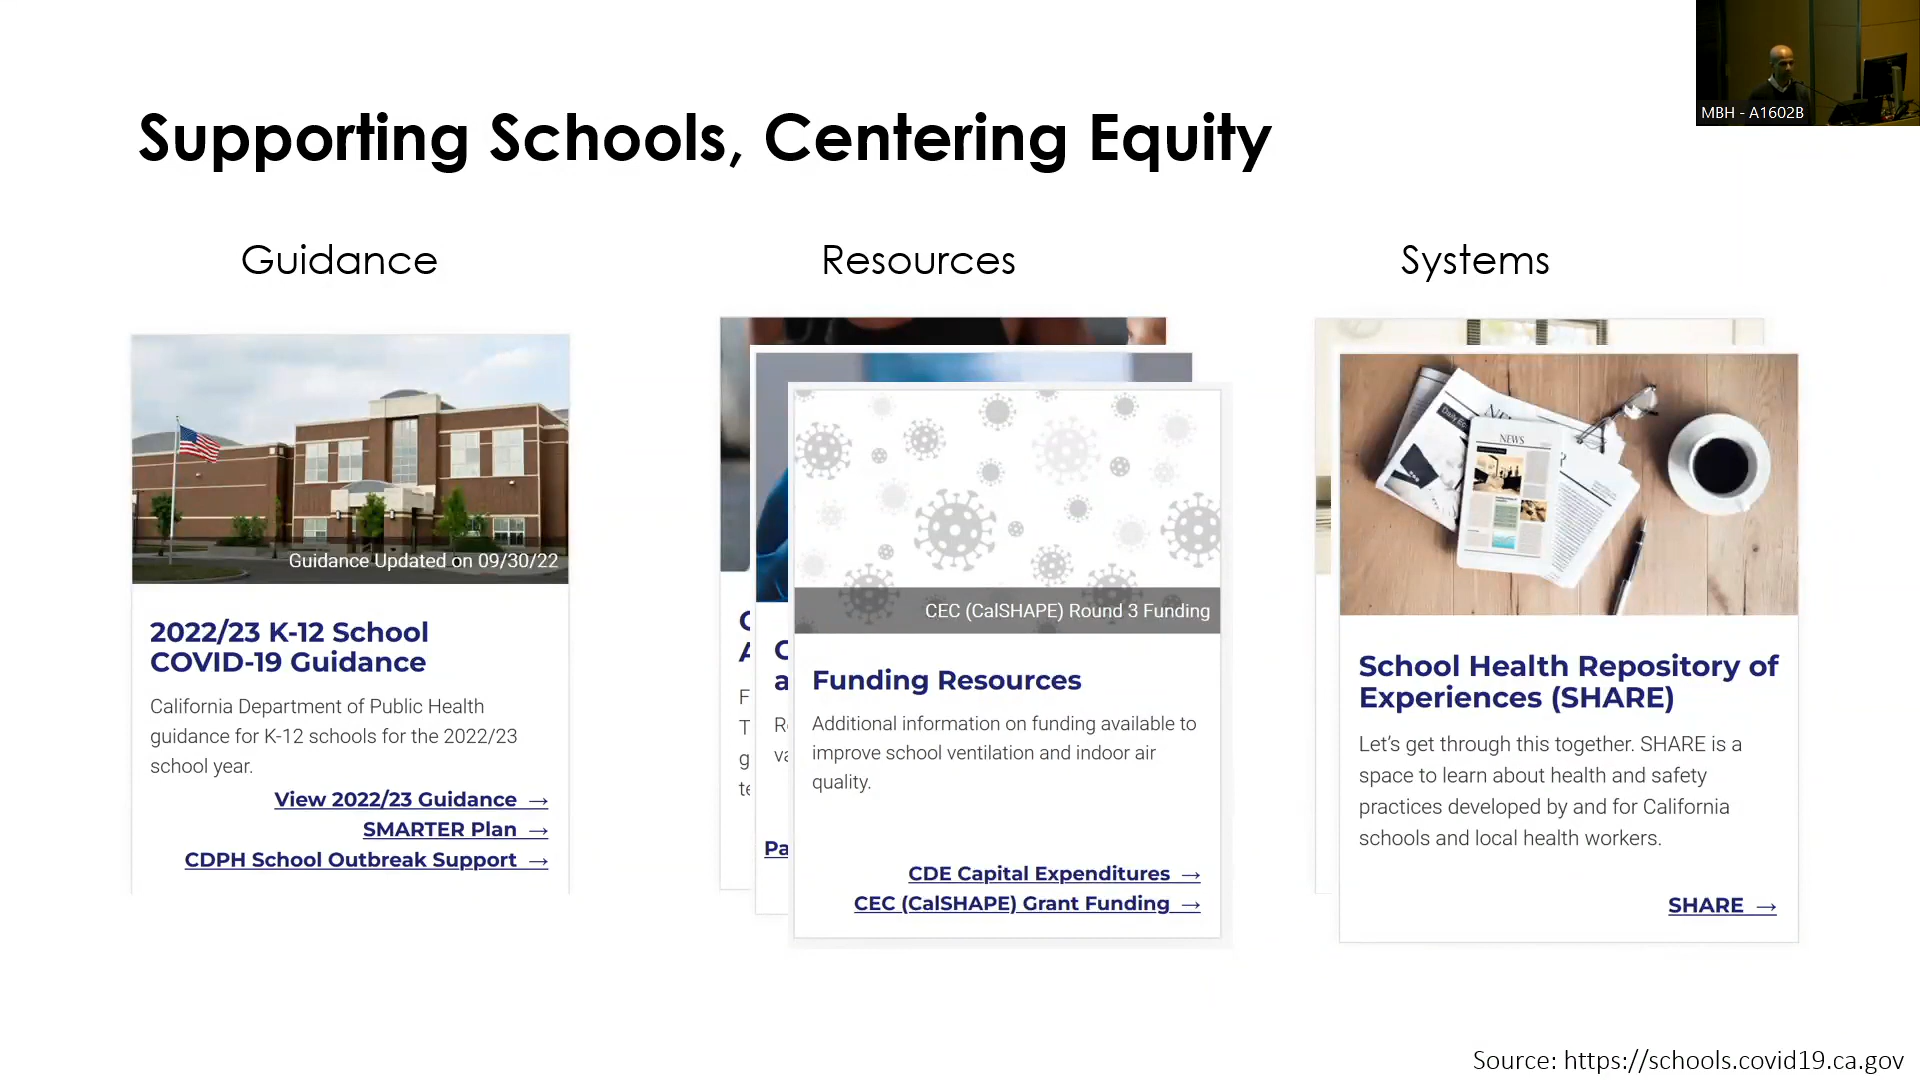 MBH - A1602B
Supporting Schools, Centering Equity
Guidance
Guidance Updated on 09/30/22
2022/23 K-12 School
COVID-19 Guidance
California Department of Public Health
guidance for K-12 schools for the 2022/23
school year.
View 2022/23 Guidance →
SMARTER Plan →
CDPH School Outbreak Support →
Resources
CEC (CalSHAPE) Round 3 Funding
Funding Resources
Additional information on funding available to
improve school ventilation and indoor air
quality.
CDE Capital Expenditures →
CEC (CalSHAPE) Grant Funding →
Systems
NEWS
School Health Repository of
Experiences (SHARE)
Let's get through this together. SHARE is a
space to learn about health and safety
practices developed by and for California
schools and local health workers.
SHARE →
Source: https://schools.covid19.ca.gov